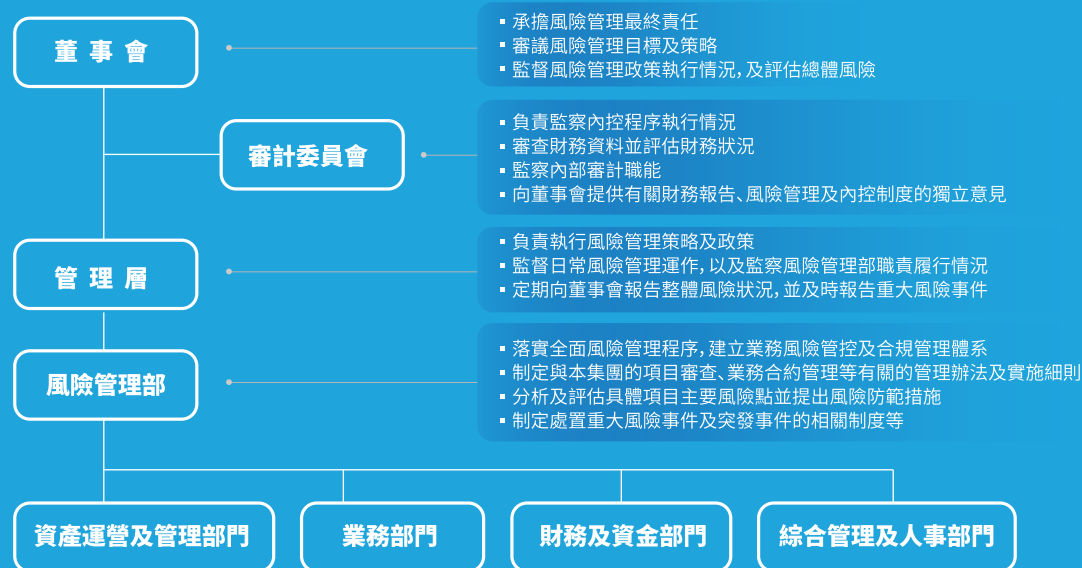 董事會
▪ 承擔風險管理最終責任
▪ 審議風險管理目標及策略
▪ 監督風險管理政策執行情況，及評估總體風險
審計委員會
▪ 負責監察內控程序執行情況
▪ 審查財務資料並評估財務狀況
▪ 監察內部審計職能
▪ 向董事會提供有關財務報告、風險管理及內控制度的獨立意見
管理層
▪ 負責執行風險管理策略及政策
▪ 監督日常風險管理運作，以及監察風險管理部職責履行情況
▪ 定期向董事會報告整體風險狀況，並及時報告重大風險事件
風險管理部
▪ 落實全面風險管理程序，建立業務風險管控及合規管理體系
▪ 制定與本集團的項目審查、業務合約管理等有關的管理辦法及實施細則
▪ 分析及評估具體項目主要風險點並提出風險防範措施
▪ 制定處置重大風險事件及突發事件的相關制度等
資產運營及管理部門
業務部門
財務及資金部門
綜合管理及人事部門